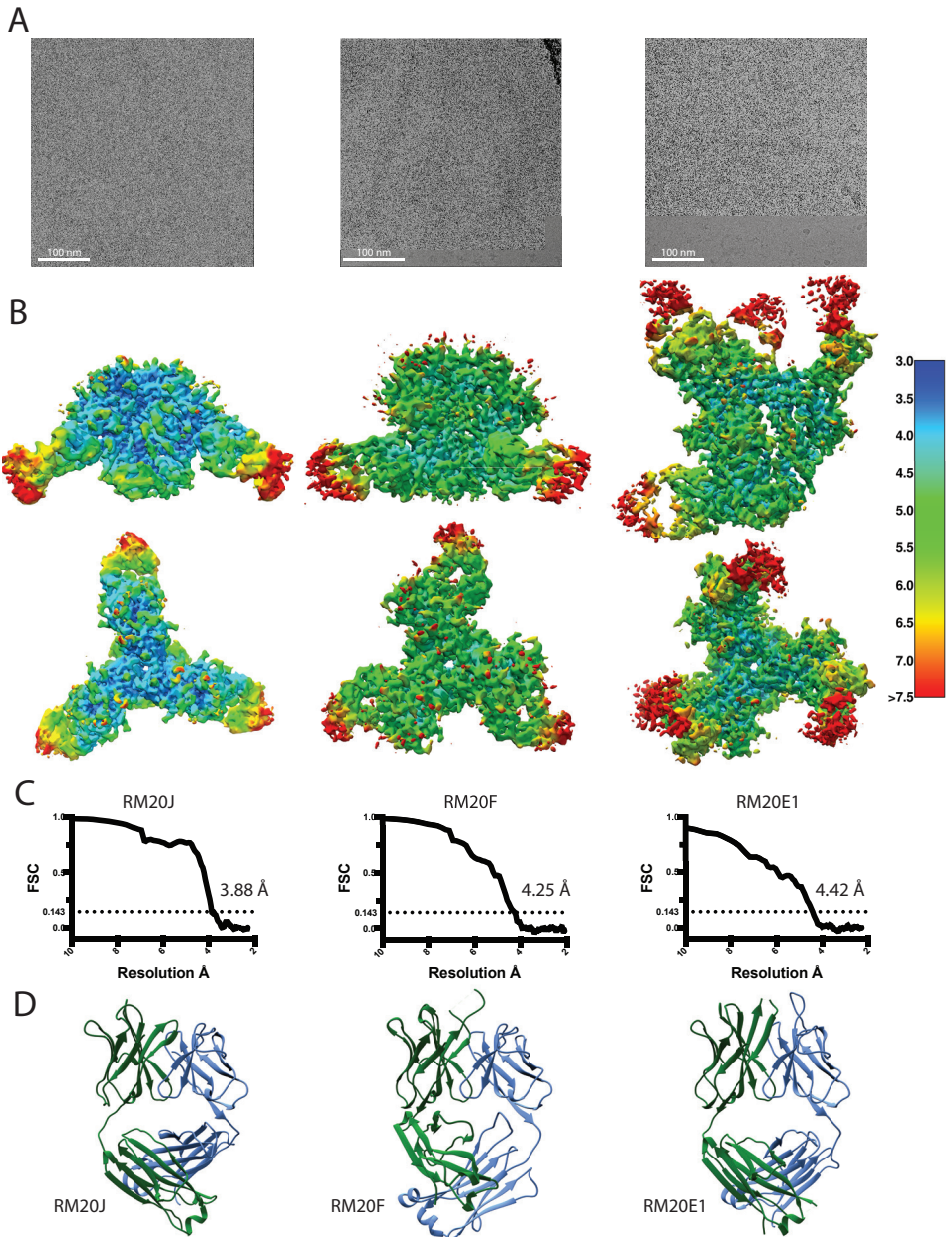 A
100 nm
100 nm
100 nm
B
3.0
3.5
4.0
4.5
5.0
5.5
6.0
6.5
7.0
>7.5
C
RM20J
RM20F
RM20E1
1.0
0.5
0.143
0.0
FSC
3.88 Å
10
8
6
4
2
Resolution Å
1.0
0.5
0.143
0.0
FSC
4.25 Å
10
8
6
4
2
Resolution Å
1.0
0.5
0.143
0.0
FSC
4.42 Å
10
8
6
4
2
Resolution Å
D
RM20J
RM20F
RM20E1